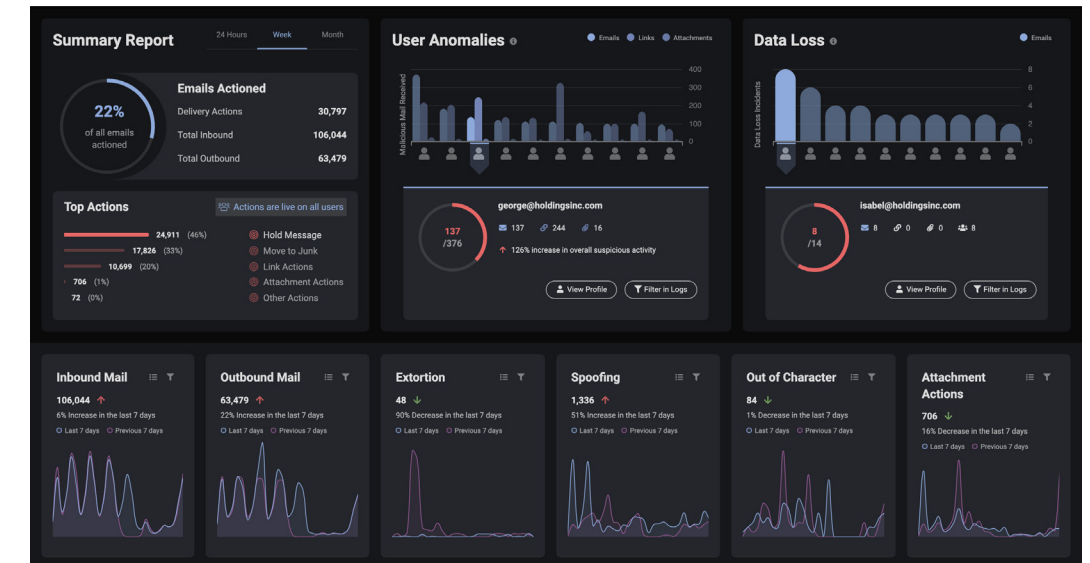 Summary Report
24 Hours Week Month
22%
of all emails
actioned
Emails Actioned
Delivery Actions 30,797
Total Inbound 106,044
Total Outbound 63,479
Top Actions
Actions are live on all users
24,911 (46%) Hold Message
17,826 (33%) Move to Junk
10,699 (20%) Link Actions
706 (1%) Attachment Actions
72 (0%) Other Actions
User Anomalies
Emails Links Attachments
Malicious Mail Received
400
300
200
100
0
george@holdingsinc.com
137
/376
137 244 16
126% increase in overall suspicious activity
View Profile Filter in Logs
Data Loss
Emails
Data Loss Incidents
8
6
4
2
0
isabel@holdingsinc.com
8
/14
8 0 0 8
View Profile Filter in Logs
Inbound Mail
106,044
6% Increase in the last 7 days
Last 7 days Previous 7 days
Outbound Mail
63,479
22% Increase in the last 7 days
Last 7 days Previous 7 days
Extortion
48
90% Decrease in the last 7 days
Last 7 days Previous 7 days
Spoofing
1,336
51% Increase in the last 7 days
Last 7 days Previous 7 days
Out of Character
84
1% Decrease in the last 7 days
Last 7 days Previous 7 days
Attachment
Actions
706
16% Decrease in the last 7 days
Last 7 days Previous 7 days